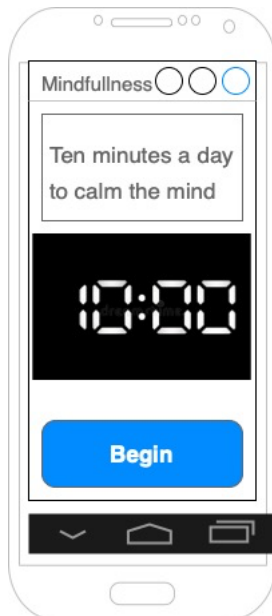 Mindfullness
Ten minutes a day
to calm the mind
10:00
Begin